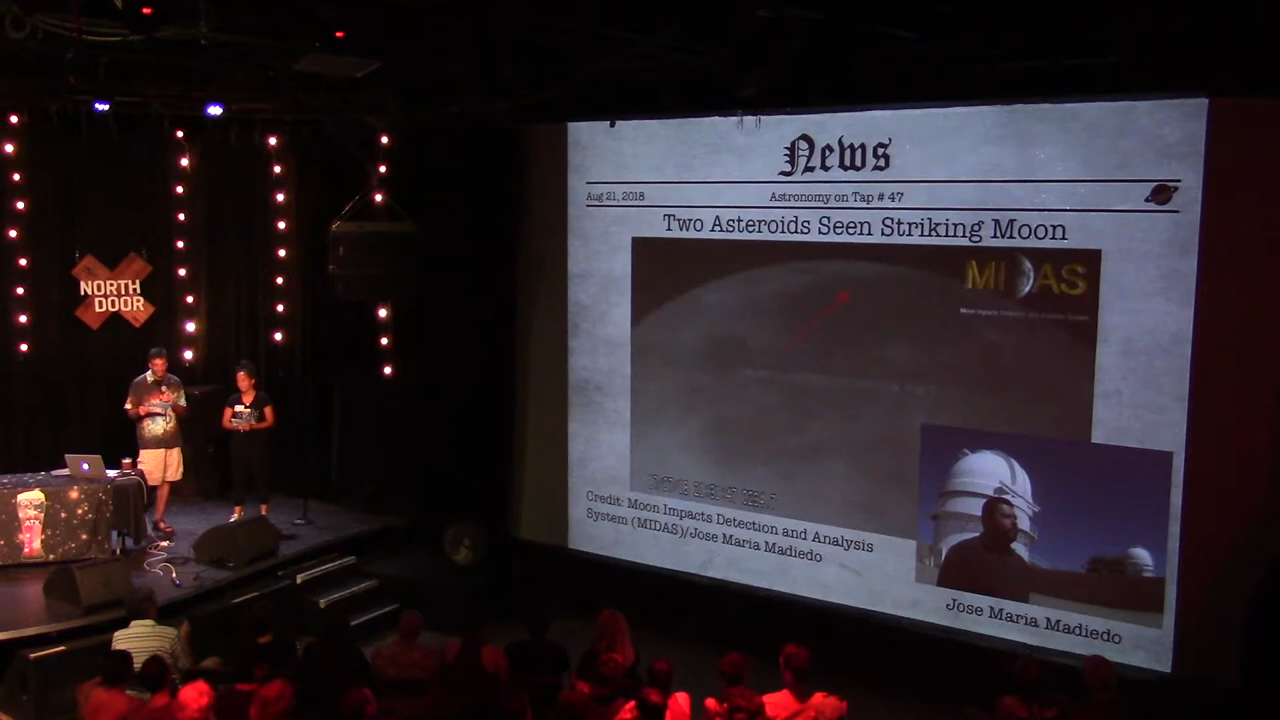 News
Aug 21, 2018
Astronomy on Tap # 47
Two Asteroids Seen Striking Moon
MIDAS
Credit: Moon Impacts Detection and Analysis
System (MIDAS)/Jose Maria Madiedo
Jose Maria Madiedo
NORTH
DOOR
ATX